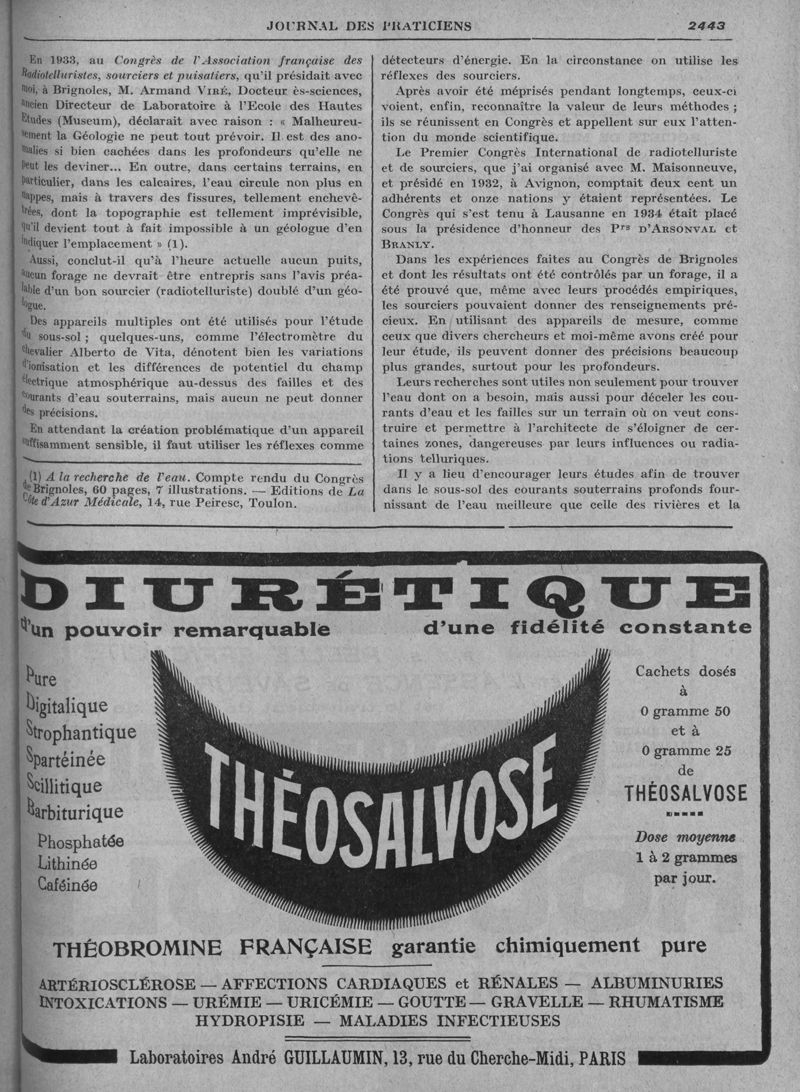 JOURNAL DES PRATICIENS 2443
En 1933, au Congrès de l'Association française des
Radiotelluristes, sourciers et puisatiers, qu'il présidait avec
moi, à Brignoles, M. Armand VIRÉ, Docteur ès-sciences,
ancien Directeur de Laboratoire à l'Ecole des Hautes
Etudes (Museum), déclarait avec raison : « Malheureu-
sement la Géologie ne peut tout prévoir. Il est des ano-
malies si bien cachées dans les profondeurs qu'elle ne
peut les deviner... En outre, dans certains terrains, en
particulier, dans les calcaires, l'eau circule non plus en
nappes, mais à travers des fissures, tellement enchevê-
trées, dont la topographie est tellement imprévisible,
qu'il devient tout à fait impossible à un géologue d'en
indiquer l'emplacement » (1).
Aussi, conclut-il qu'à l'heure actuelle aucun puits,
aucun forage ne devrait être entrepris sans l'avis préa-
lable d'un bon sourcier (radiotelluriste) doublé d'un géo-
logue.
Des appareils multiples ont été utilisés pour l'étude
du sous-sol ; quelques-uns, comme l'électromètre du
chevalier Alberto de Vita, dénotent bien les variations
d'ionisation et les différences de potentiel du champ
électrique atmosphérique au-dessus des failles et des
courants d'eau souterrains, mais aucun ne peut donner
des précisions.
En attendant la création problématique d'un appareil
suffisamment sensible, il faut utiliser les réflexes comme
(1) A la recherche de l'eau. Compte rendu du Congrès
de Brignoles, 60 pages, 7 illustrations. — Editions de La
Côte d'Azur Médicale, 14, rue Peiresc, Toulon.
détecteurs d'énergie. En la circonstance on utilise les
réflexes des sourciers.
Après avoir été méprisés pendant longtemps, ceux-ci
voient, enfin, reconnaître la valeur de leurs méthodes ;
ils se réunissent en Congrès et appellent sur eux l'atten-
tion du monde scientifique.
Le Premier Congrès International de radiotelluriste
et de sourciers, que j'ai organisé avec M. Maisonneuve,
et présidé en 1932, à Avignon, comptait deux cent un
adhérents et onze nations y étaient représentées. Le
Congrès qui s'est tenu à Lausanne en 1934 était placé
sous la présidence d'honneur des Prs D'ARSONVAL et
BRANLY.
Dans les expériences faites au Congrès de Brignoles
et dont les résultats ont été contrôlés par un forage, il a
été prouvé que, même avec leurs procédés empiriques,
les sourciers pouvaient donner des renseignements pré-
cieux. En utilisant des appareils de mesure, comme
ceux que divers chercheurs et moi-même avons créé pour
leur étude, ils peuvent donner des précisions beaucoup
plus grandes, surtout pour les profondeurs.
Leurs recherches sont utiles non seulement pour trouver
l'eau dont on a besoin, mais aussi pour déceler les cou-
rants d'eau et les failles sur un terrain où on veut cons-
truire et permettre à l'architecte de s'éloigner de cer-
taines zones, dangereuses par leurs influences ou radia-
tions telluriques.
Il y a lieu d'encourager leurs études afin de trouver
dans le sous-sol des courants souterrains profonds four-
nissant de l'eau meilleure que celle des rivières et la
DIURÉTIQUE
d'un pouvoir remarquable d'une fidélité constante
Pure
Digitalique
Strophantique
Spartéinée
Scillitique
Barbiturique
Phosphatée
Lithinée
Caféinée
THÉOSALVOSE
Cachets dosés
à
0 gramme 50
et à
0 gramme 25
de
THÉOSALVOSE
Dose moyenne
1 à 2 grammes
par jour.
THÉOBROMINE FRANÇAISE garantie chimiquement pure
ARTÉRIOSCLÉROSE — AFFECTIONS CARDIAQUES et RÉNALES — ALBUMINURIES
INTOXICATIONS — URÉMIE — URICÉMIE — GOUTTE — GRAVELLE — RHUMATISME
HYDROPISIE — MALADIES INFECTIEUSES
Laboratoires André GUILLAUMIN, 13, rue du Cherche-Midi, PARIS